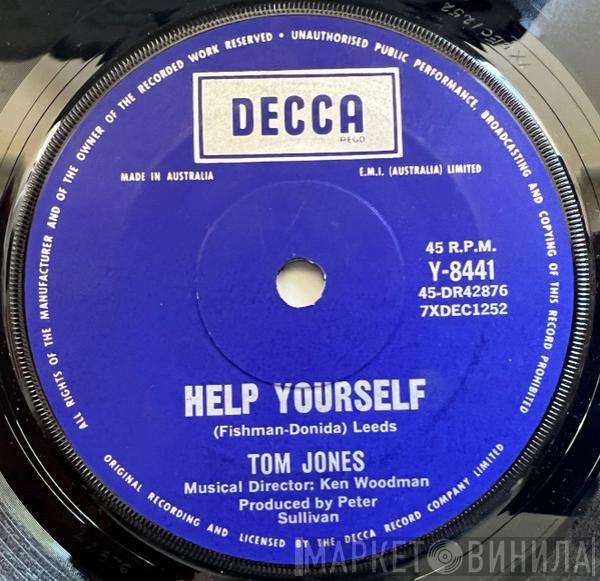 ALL RIGHTS OF THE MANUFACTURER AND OF THE OWNER OF THE RECORDED WORK RESERVED • UNAUTHORISED PUBLIC PERFORMANCE, BROADCASTING AND COPYING OF THIS RECORD PROHIBITED
DECCA
REGD
MADE IN AUSTRALIA
E.M.I. (AUSTRALIA) LIMITED
45 R.P.M.
Y-8441
45-DR42876
7XDEC1252
HELP YOURSELF
(Fishman-Donida) Leeds
TOM JONES
Musical Director: Ken Woodman
Produced by Peter
Sullivan
ORIGINAL RECORDING AND LICENSED BY THE DECCA RECORD COMPANY LIMITED
МАРКЕТ ВИНИЛА